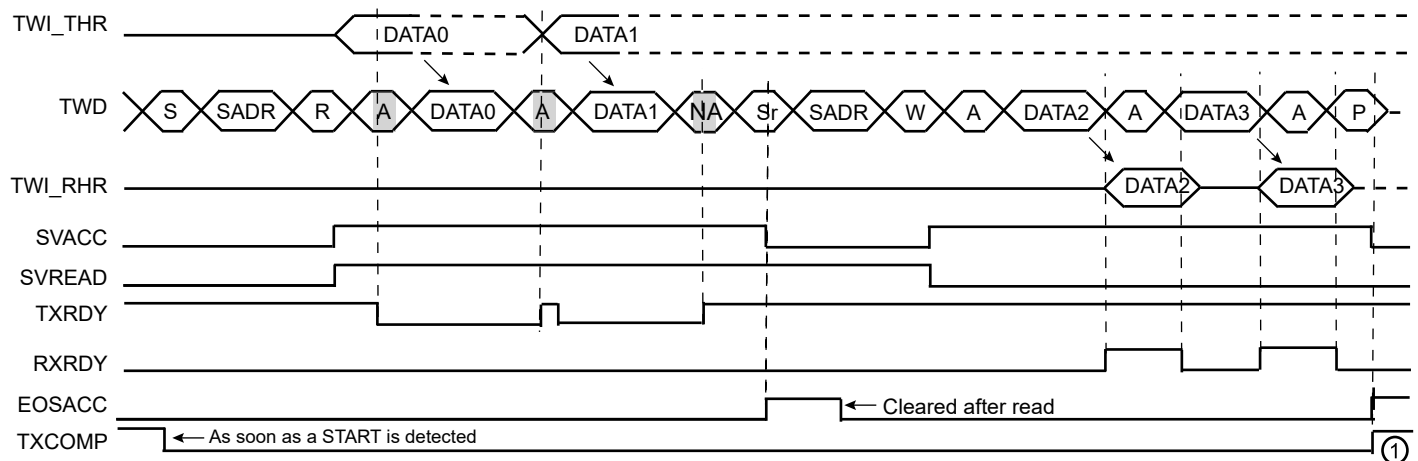 TWI_THR DATA0 DATA1
TWD S SADR R A DATA0 A DATA1 NA Sr SADR W A DATA2 A DATA3 A P
TWI_RHR DATA2 DATA3
SVACC
SVREAD
TXRDY
RXRDY
EOSACC Cleared after read
TXCOMP As soon as a START is detected 1